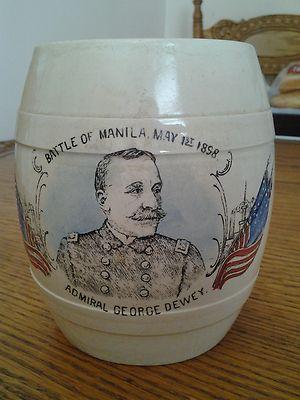 BATTLE OF MANILA, MAY 1ST 1898
ADMIRAL GEORGE DEWEY.